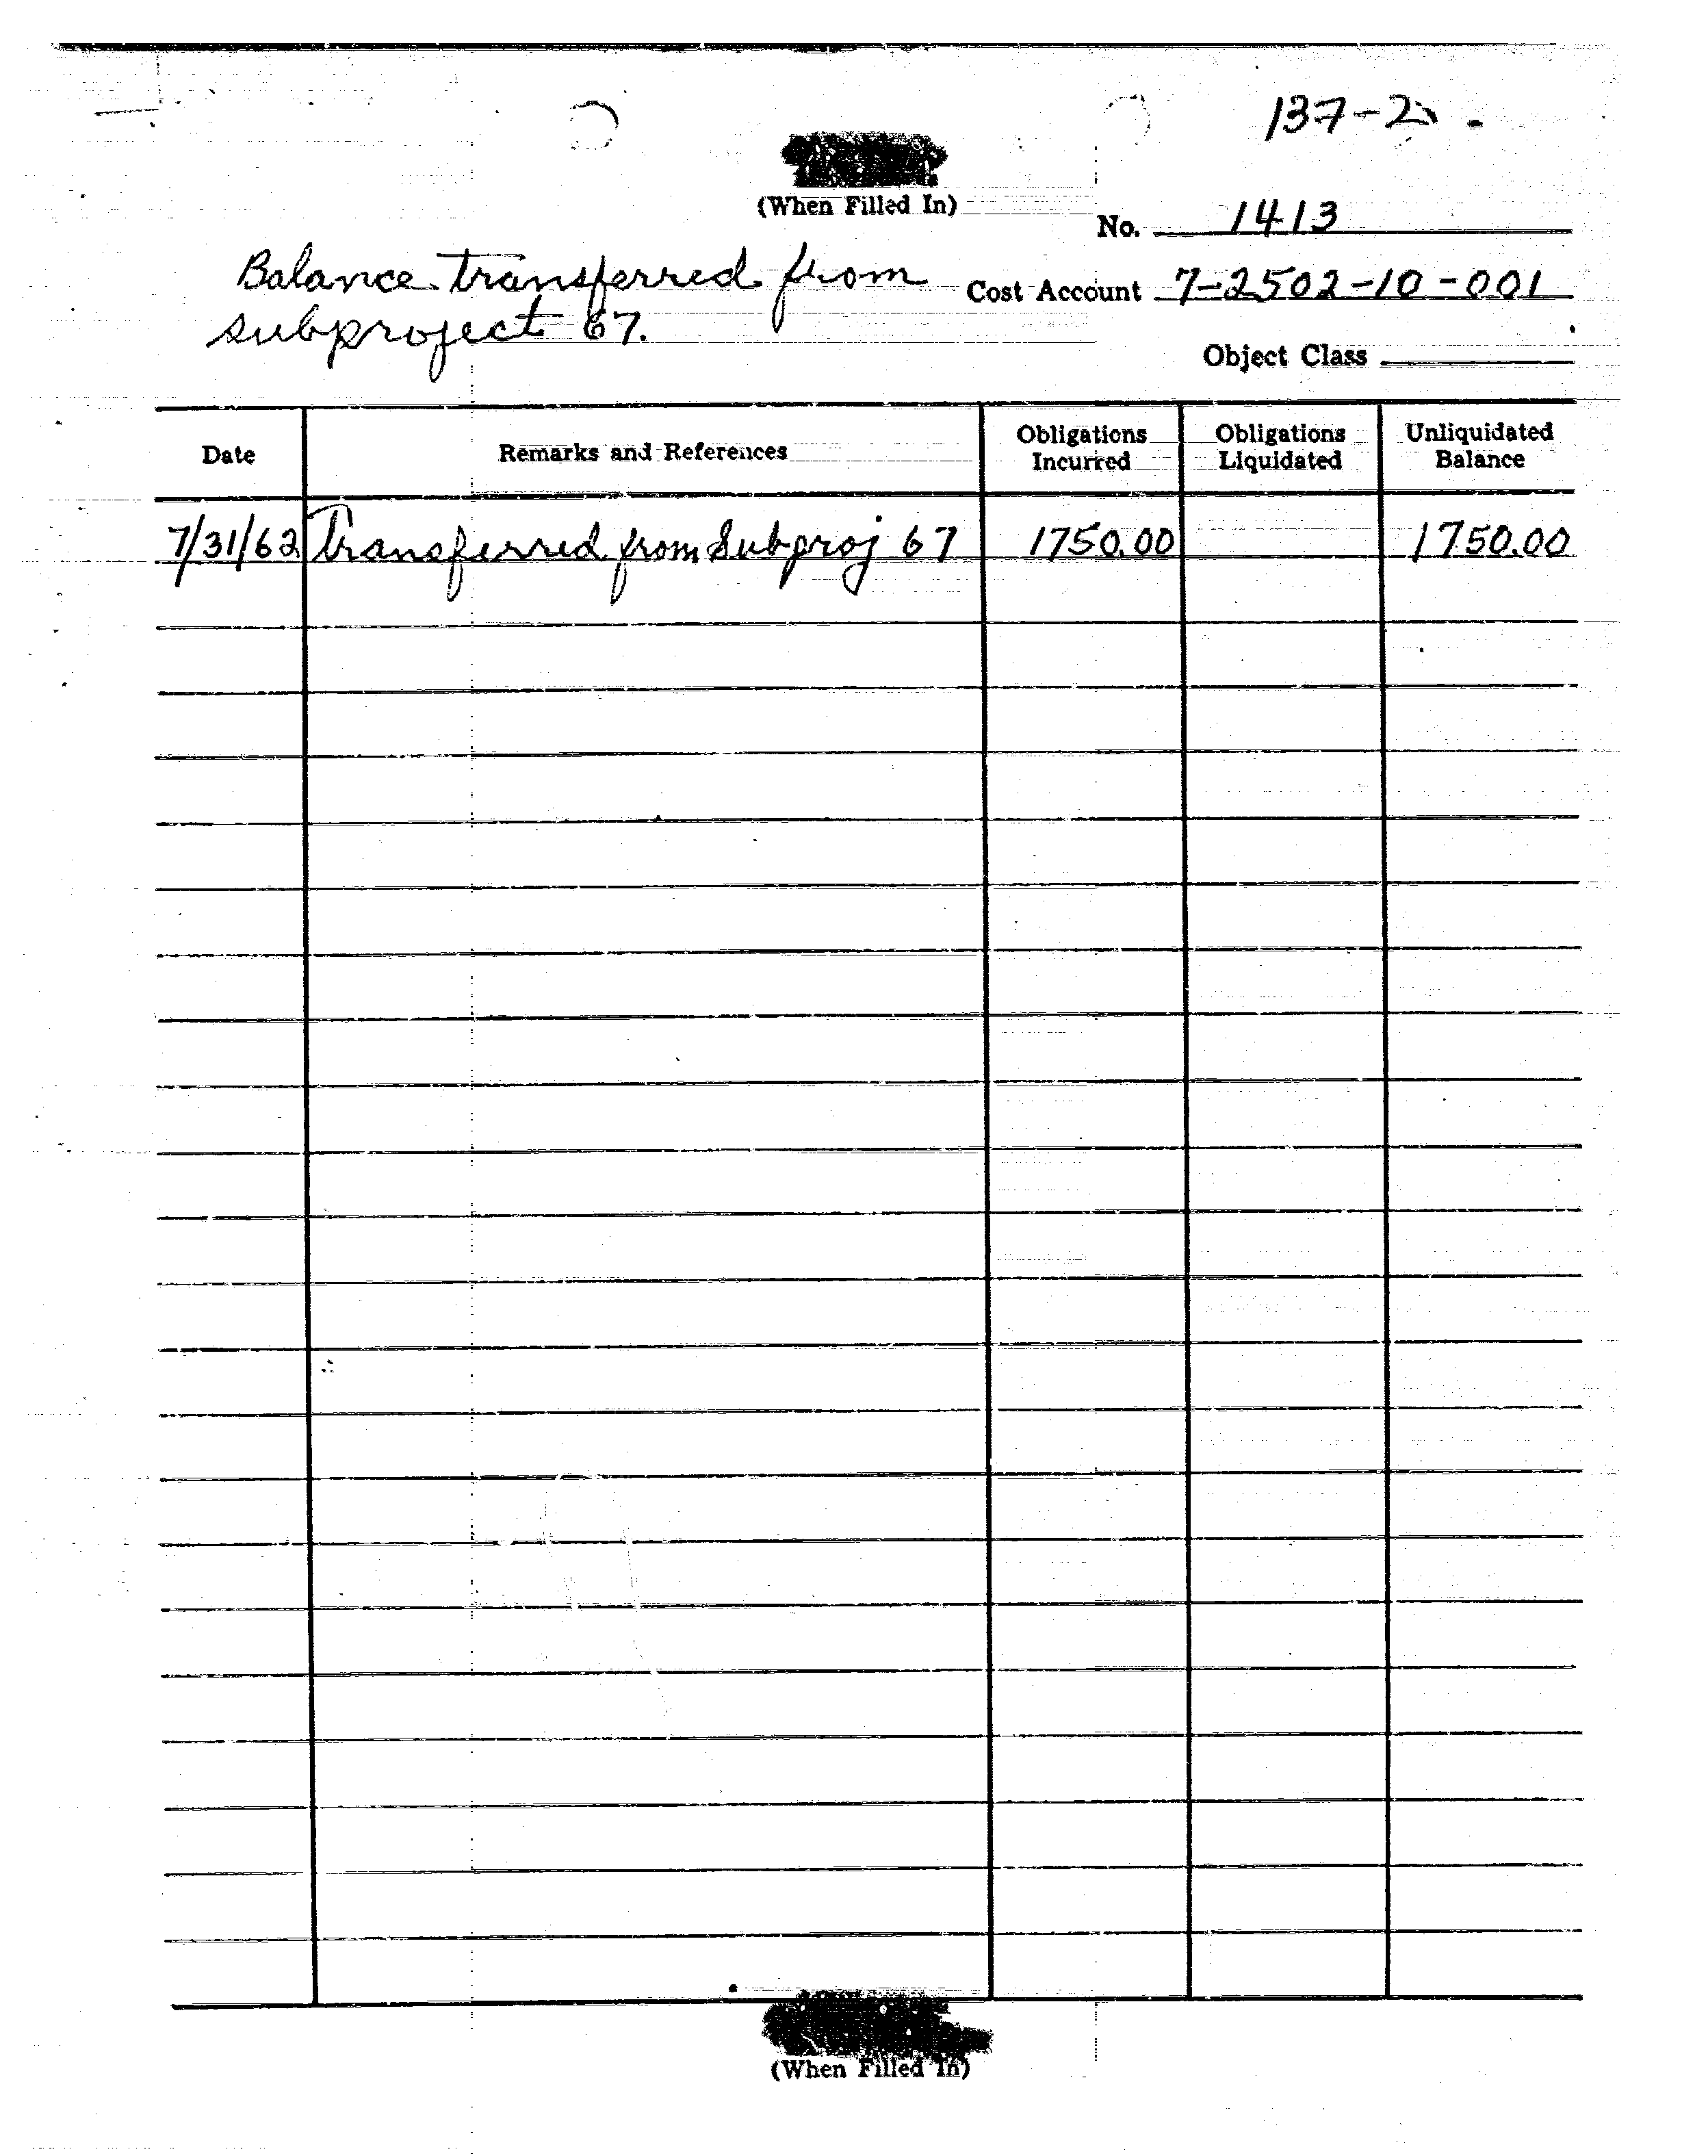 137-2
(When Filled In)
No. 1413
Balance transferred from
Cost Account 7-2502-10-001
subproject 67.
Object Class
Date Remarks and References Obligations Incurred Obligations Liquidated Unliquidated Balance
7/31/62 Transferred from Subproj 67 1750.00 1750.00
(When Filled In)